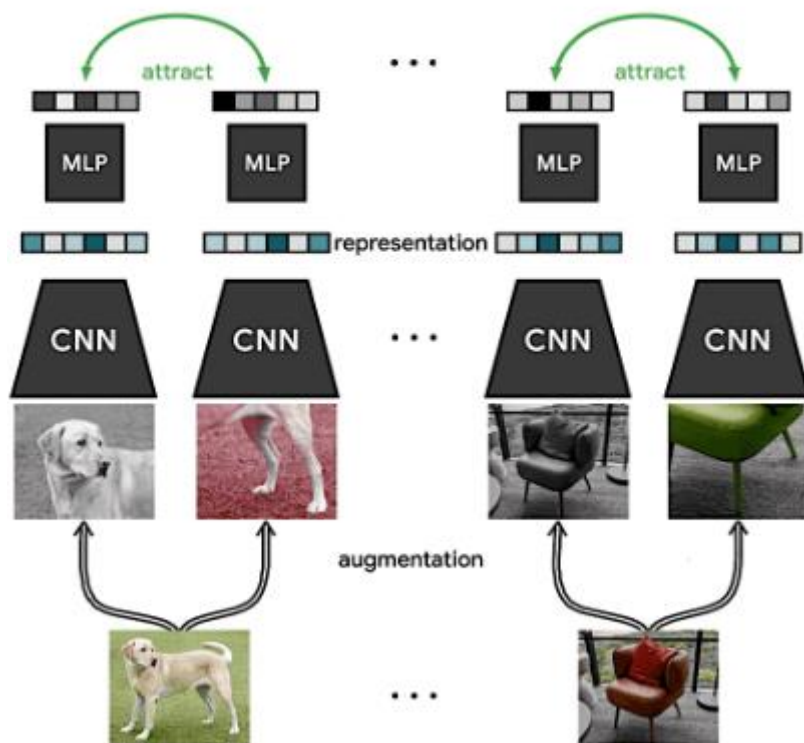 attract ... attract
MLP MLP MLP MLP
representation
CNN CNN ... CNN CNN
augmentation
...